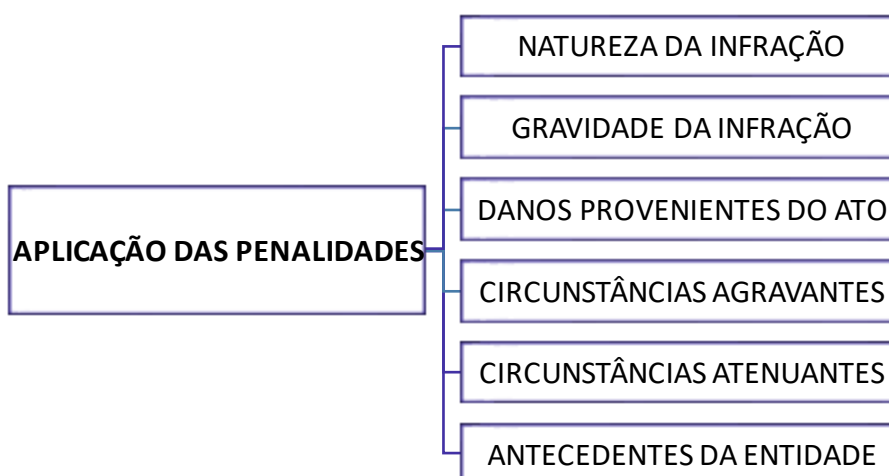 APLICAÇÃO DAS PENALIDADES
NATUREZA DA INFRAÇÃO
GRAVIDADE DA INFRAÇÃO
DANOS PROVENIENTES DO ATO
CIRCUNSTÂNCIAS AGRAVANTES
CIRCUNSTÂNCIAS ATENUANTES
ANTECEDENTES DA ENTIDADE